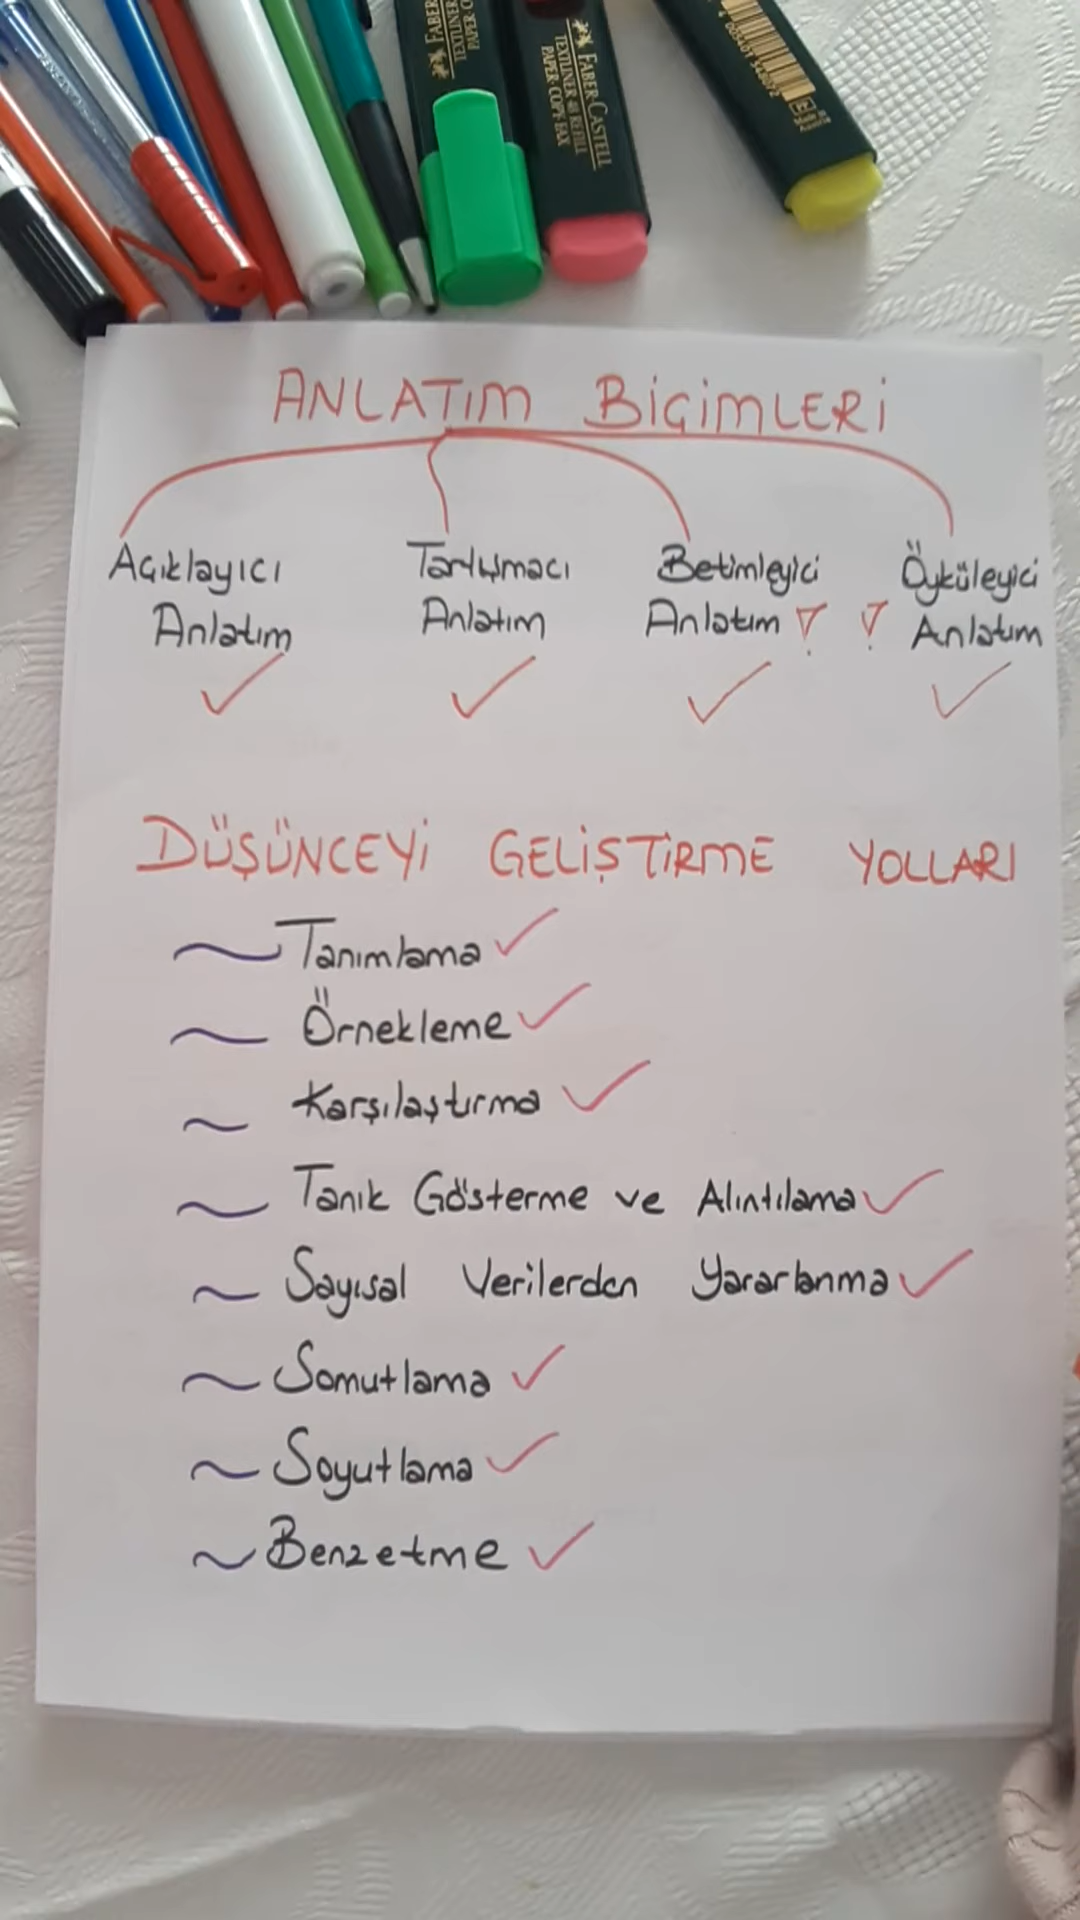 FABER-CASTELL
TEXTLINER 48 REFILL
PAPER COPY FAX
ANLATIM BİÇİMLERİ
Açıklayıcı Anlatım
Tartışmacı Anlatım
Betimleyici Anlatım
Öyküleyici Anlatım
DÜŞÜNCEYİ GELİŞTİRME YOLLARI
~ Tanımlama ✓
~ Örnekleme ✓
~ Karşılaştırma ✓
~ Tanık Gösterme ve Alıntılama ✓
~ Sayısal Verilerden Yararlanma ✓
~ Somutlama ✓
~ Soyutlama ✓
~ Benzetme ✓